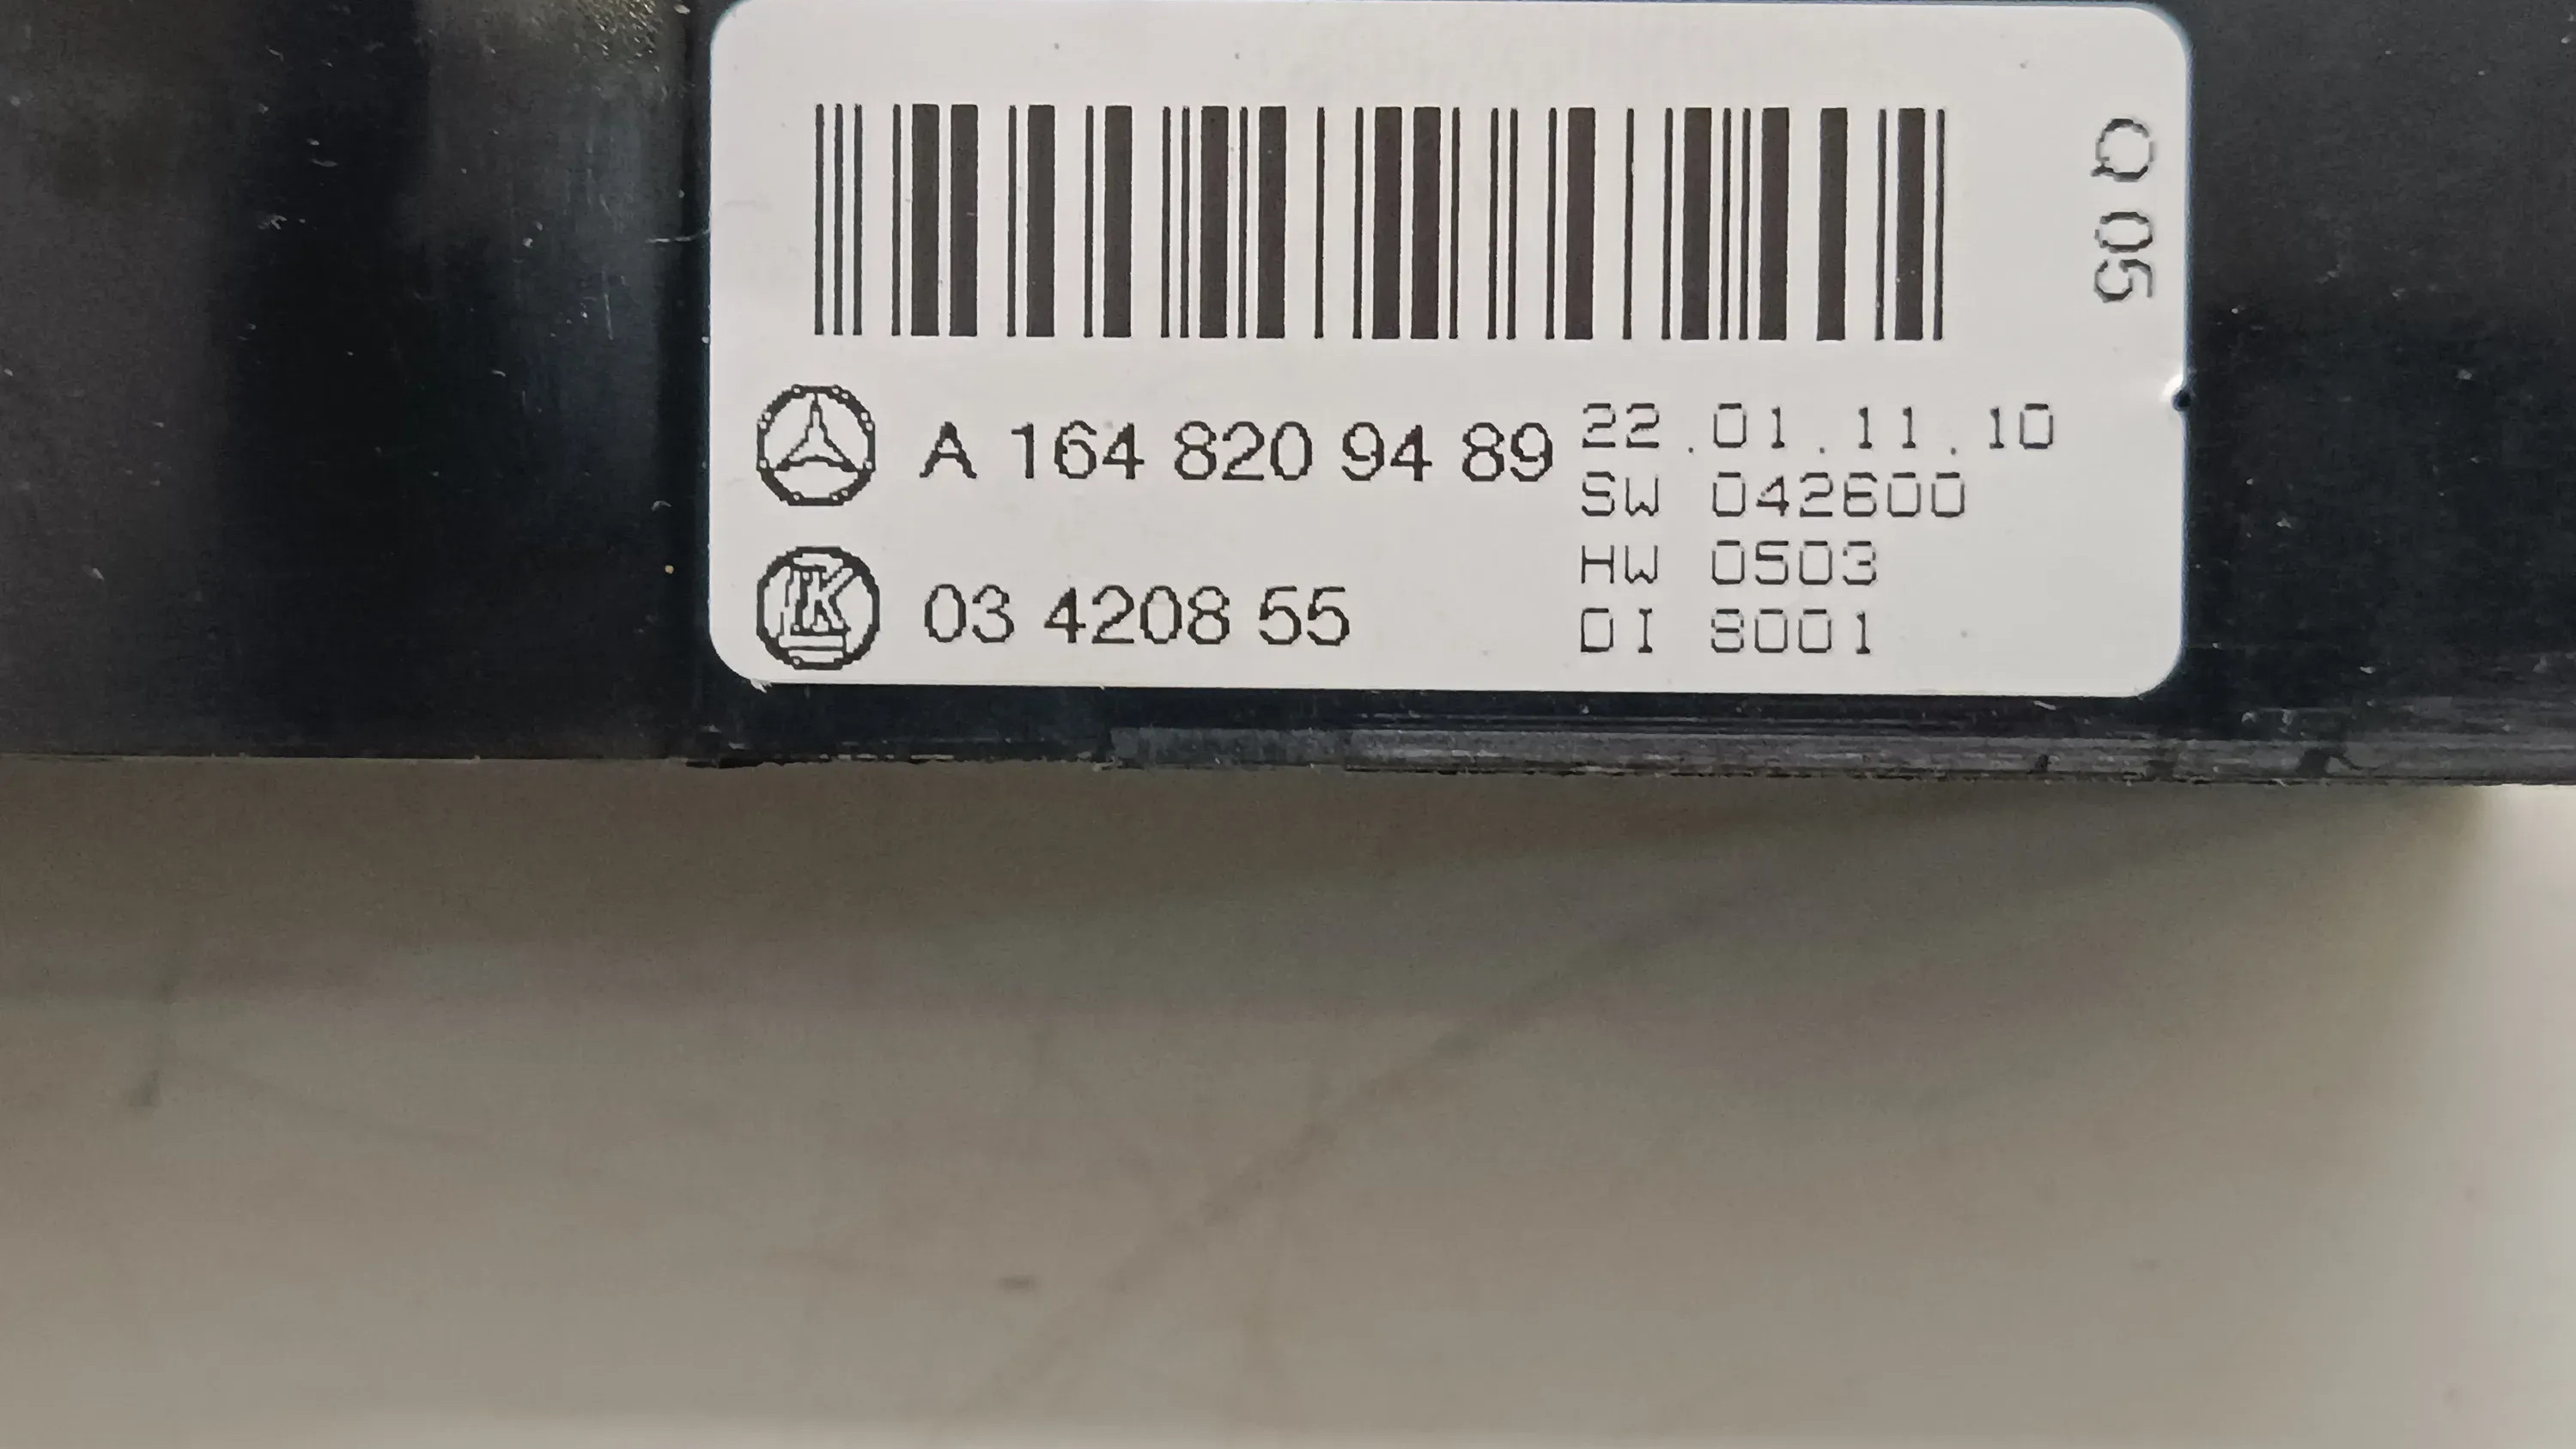 A 164 820 94 89
03 4208 55
22.01.11.10
SW 042600
HW 0503
DI 8001
Q 05